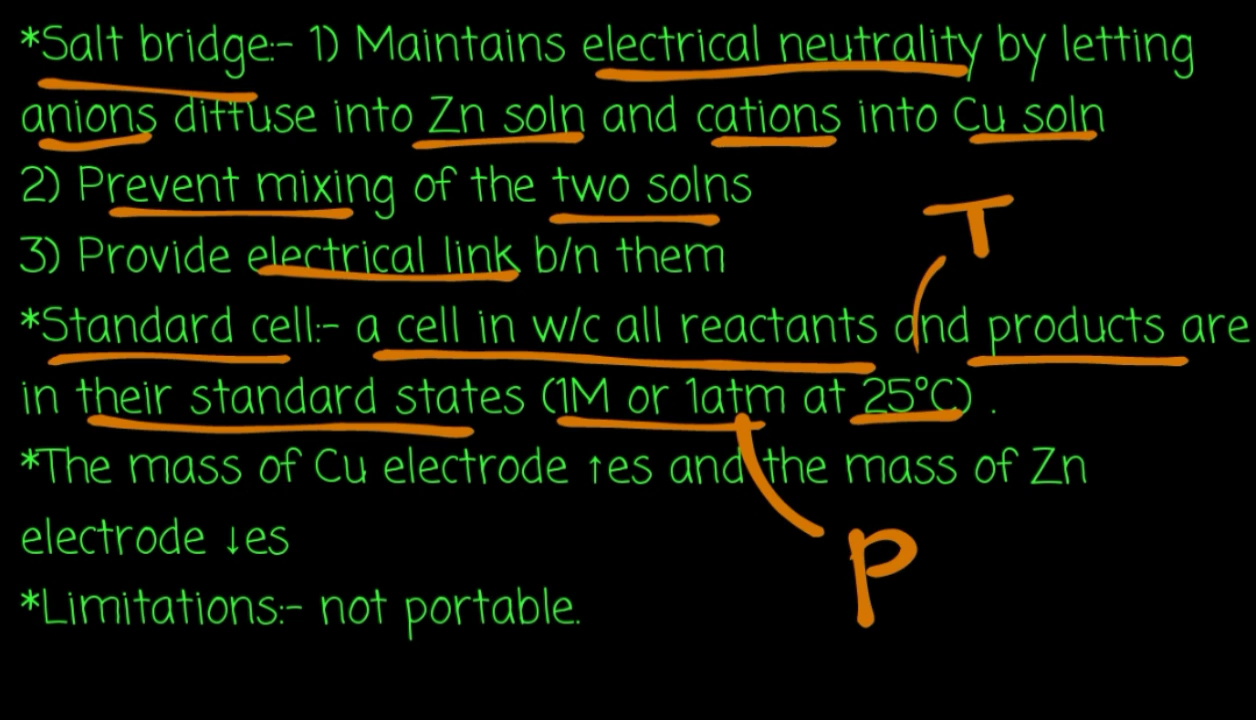 *Salt bridge:- 1) Maintains electrical neutrality by letting
anions diffuse into Zn soln and cations into Cu soln
2) Prevent mixing of the two solns
3) Provide electrical link b/n them
T
*Standard cell:- a cell in w/c all reactants and products are
in their standard states (1M or 1atm at 25°C) .
*The mass of Cu electrode ↑es and the mass of Zn
electrode ↓es
P
*Limitations:- not portable.